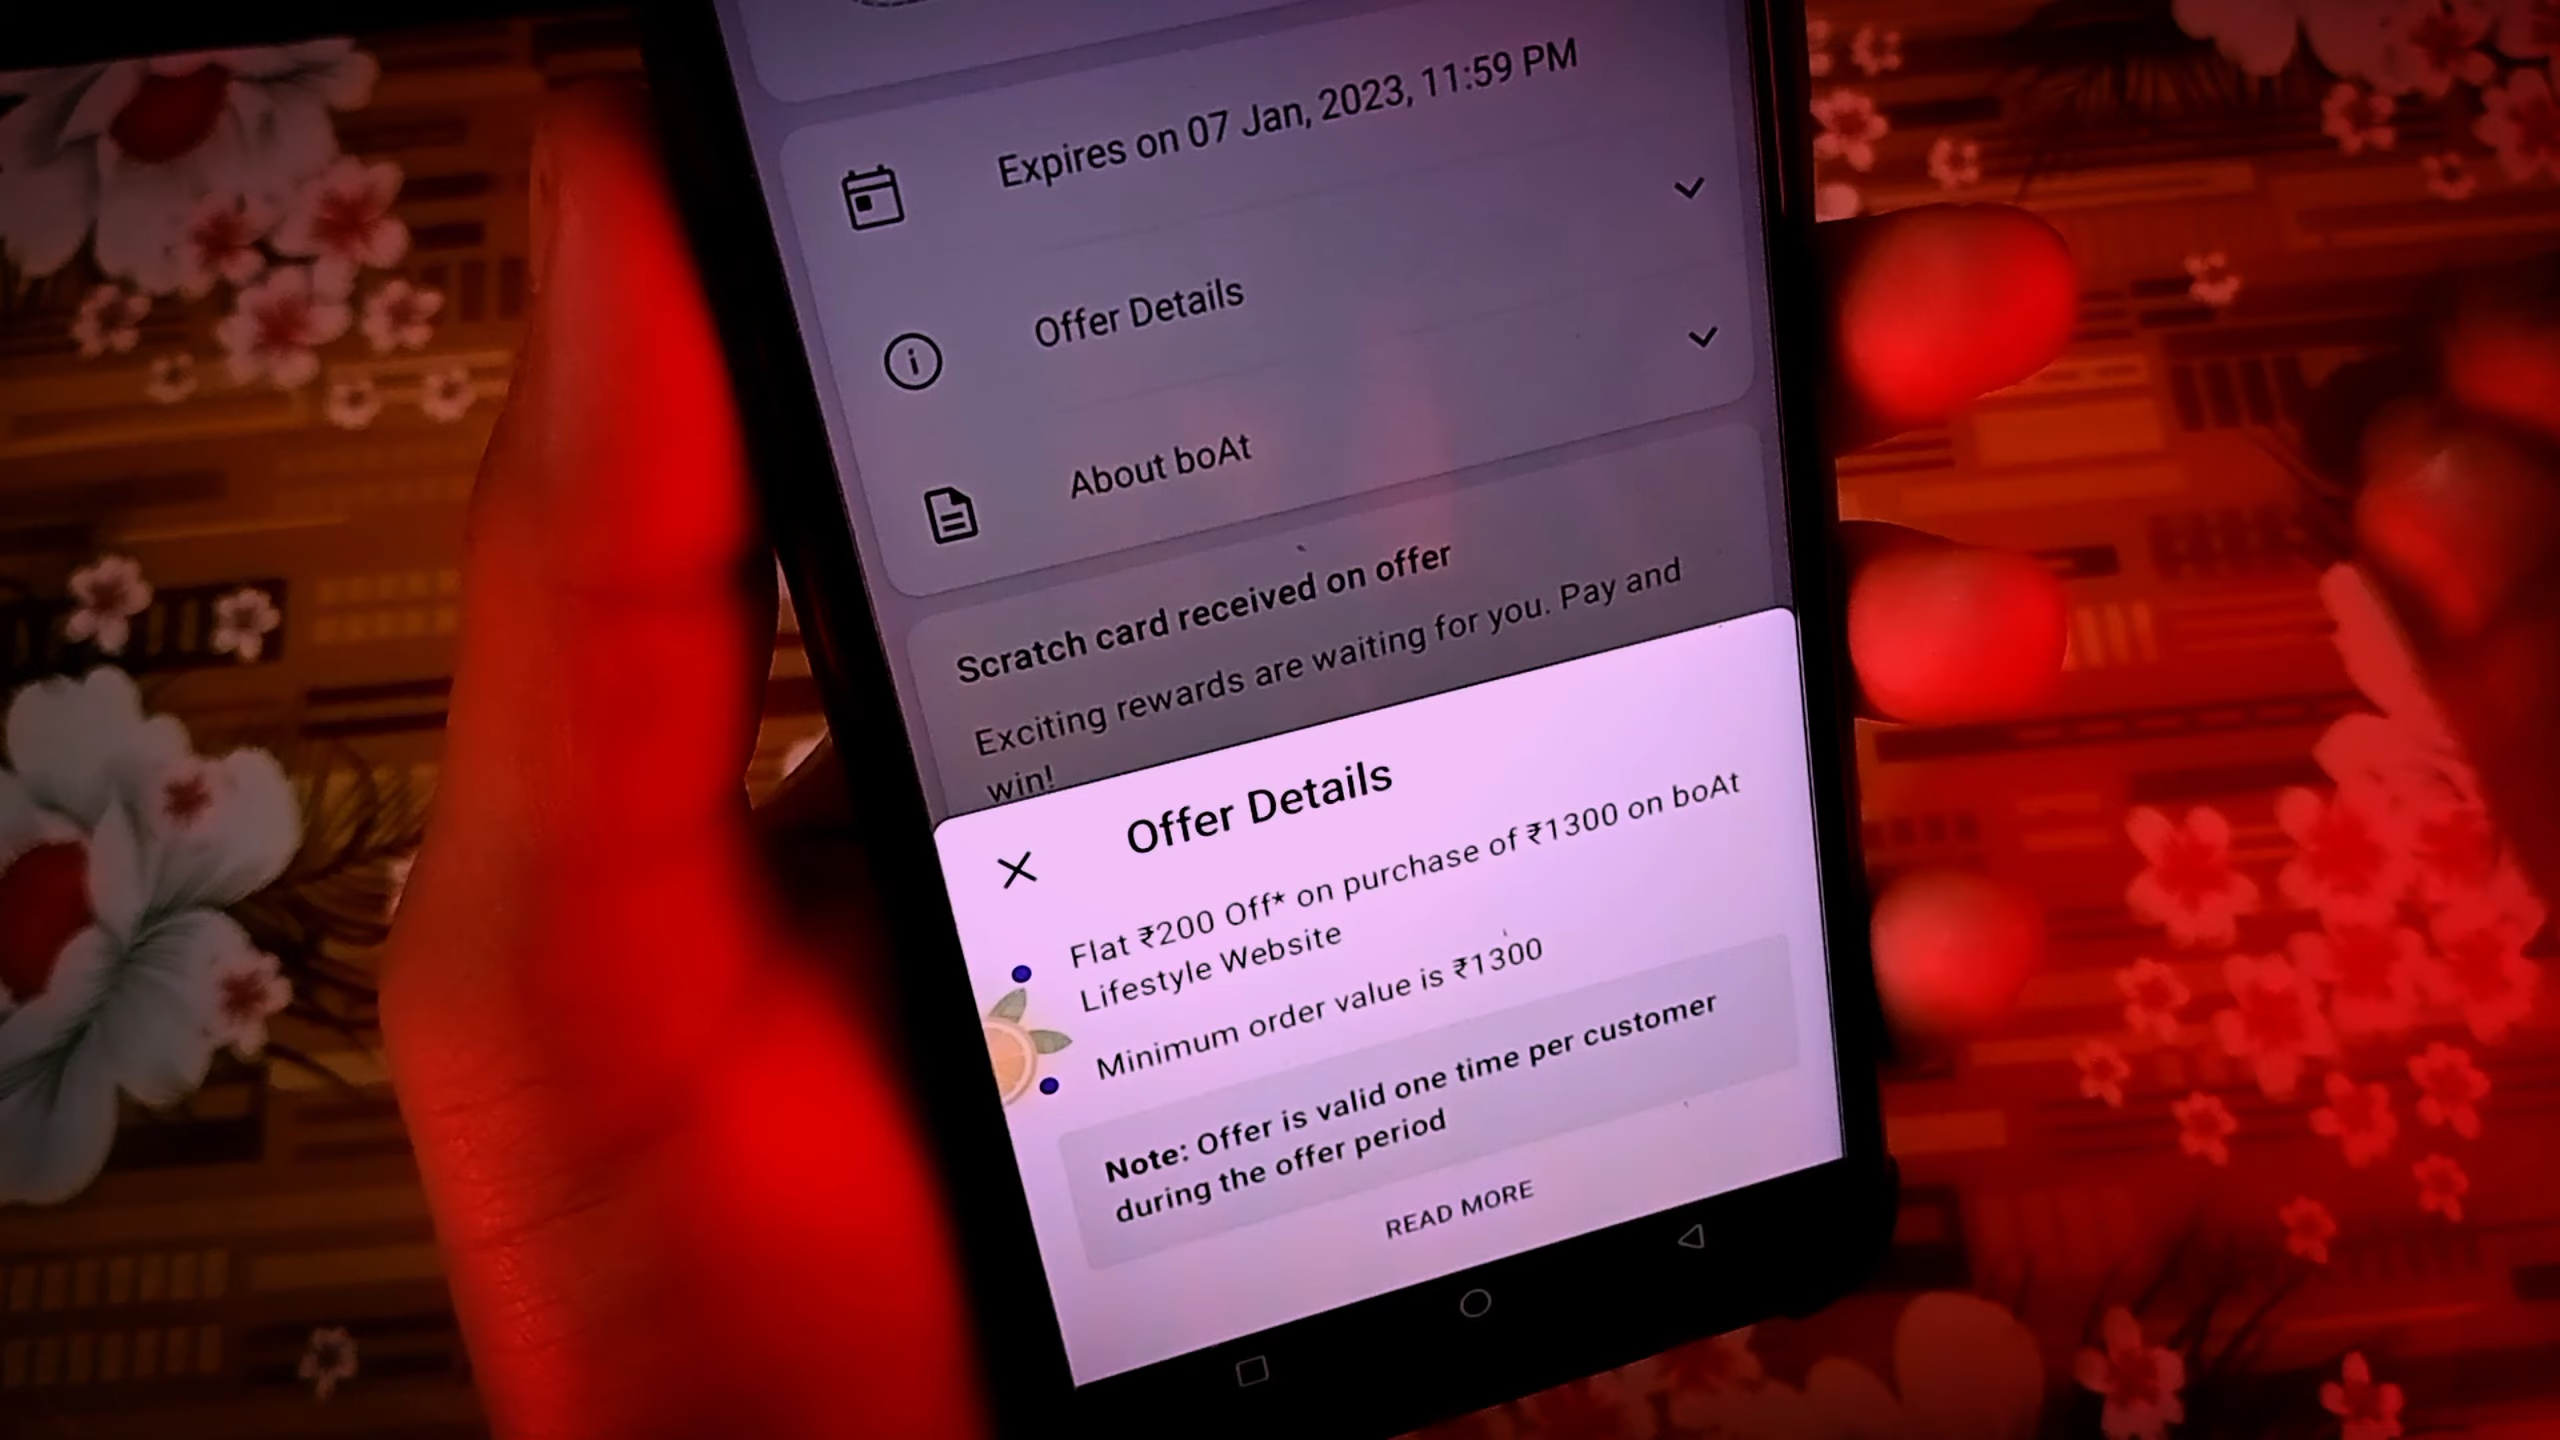 Expires on 07 Jan, 2023, 11:59 PM
Offer Details
About boAt
Scratch card received on offer
Exciting rewards are waiting for you. Pay and
win!
Offer Details
Flat ₹200 Off* on purchase of ₹1300 on boAt
Lifestyle Website
Minimum order value is ₹1300
Note: Offer is valid one time per customer
during the offer period
READ MORE